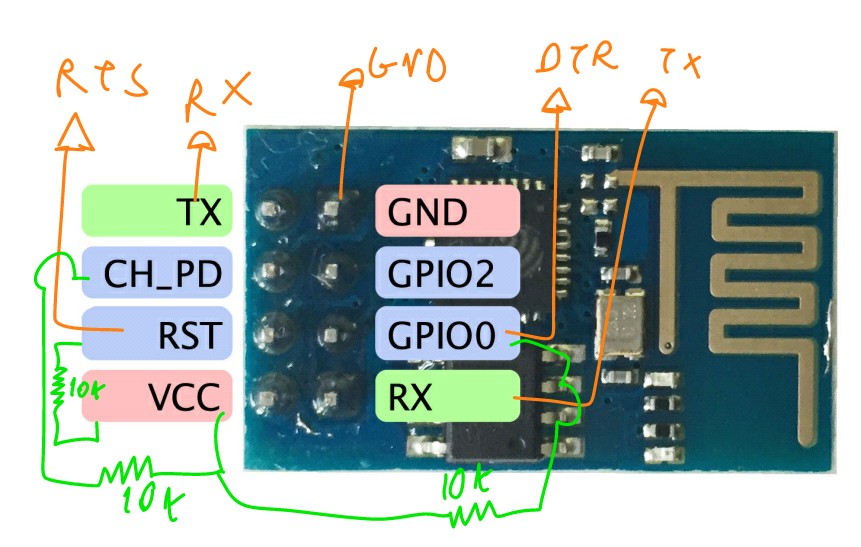 RTS RX GND DTR TX
TX GND
CH_PD GPIO2
RST GPIO0
VCC RX
10k
10k
10k